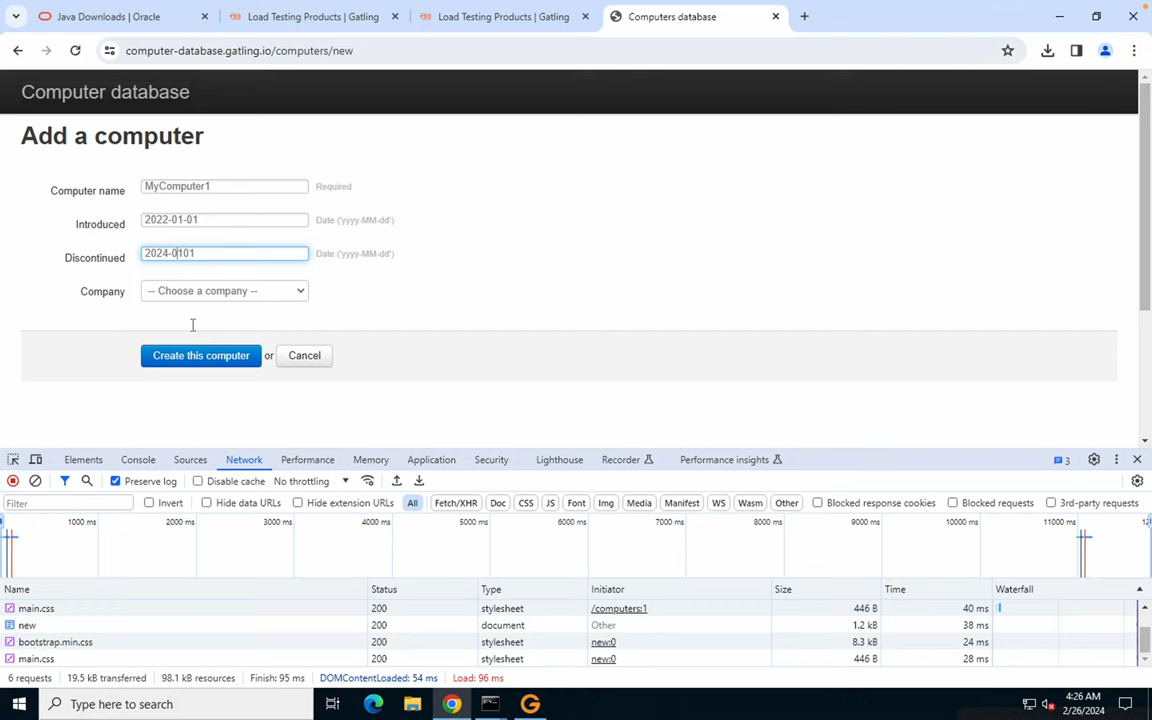 Java Downloads | Oracle
Load Testing Products | Gatling
Load Testing Products | Gatling
Computers database
computer-database.gatling.io/computers/new
Computer database
Add a computer
Computer name
MyComputer1
Required
Introduced
2022-01-01
Date ('yyyy-MM-dd')
Discontinued
2024-0101
Date ('yyyy-MM-dd')
Company
-- Choose a company --
Create this computer
or
Cancel
Elements
Console
Sources
Network
Performance
Memory
Application
Security
Lighthouse
Recorder
Performance insights
3
Preserve log
Disable cache
No throttling
Filter
Invert
Hide data URLs
Hide extension URLs
All
Fetch/XHR
Doc
CSS
JS
Font
Img
Media
Manifest
WS
Wasm
Other
Blocked response cookies
Blocked requests
3rd-party requests
1000 ms
2000 ms
3000 ms
4000 ms
5000 ms
6000 ms
7000 ms
8000 ms
9000 ms
10000 ms
11000 ms
Name
Status
Type
Initiator
Size
Time
Waterfall
main.css
200
stylesheet
/computers:1
446 B
40 ms
new
200
document
Other
1.2 kB
38 ms
bootstrap.min.css
200
stylesheet
new:0
8.3 kB
24 ms
main.css
200
stylesheet
new:0
446 B
28 ms
6 requests
19.5 kB transferred
98.1 kB resources
Finish: 95 ms
DOMContentLoaded: 54 ms
Load: 96 ms
Type here to search
4:26 AM
2/26/2024